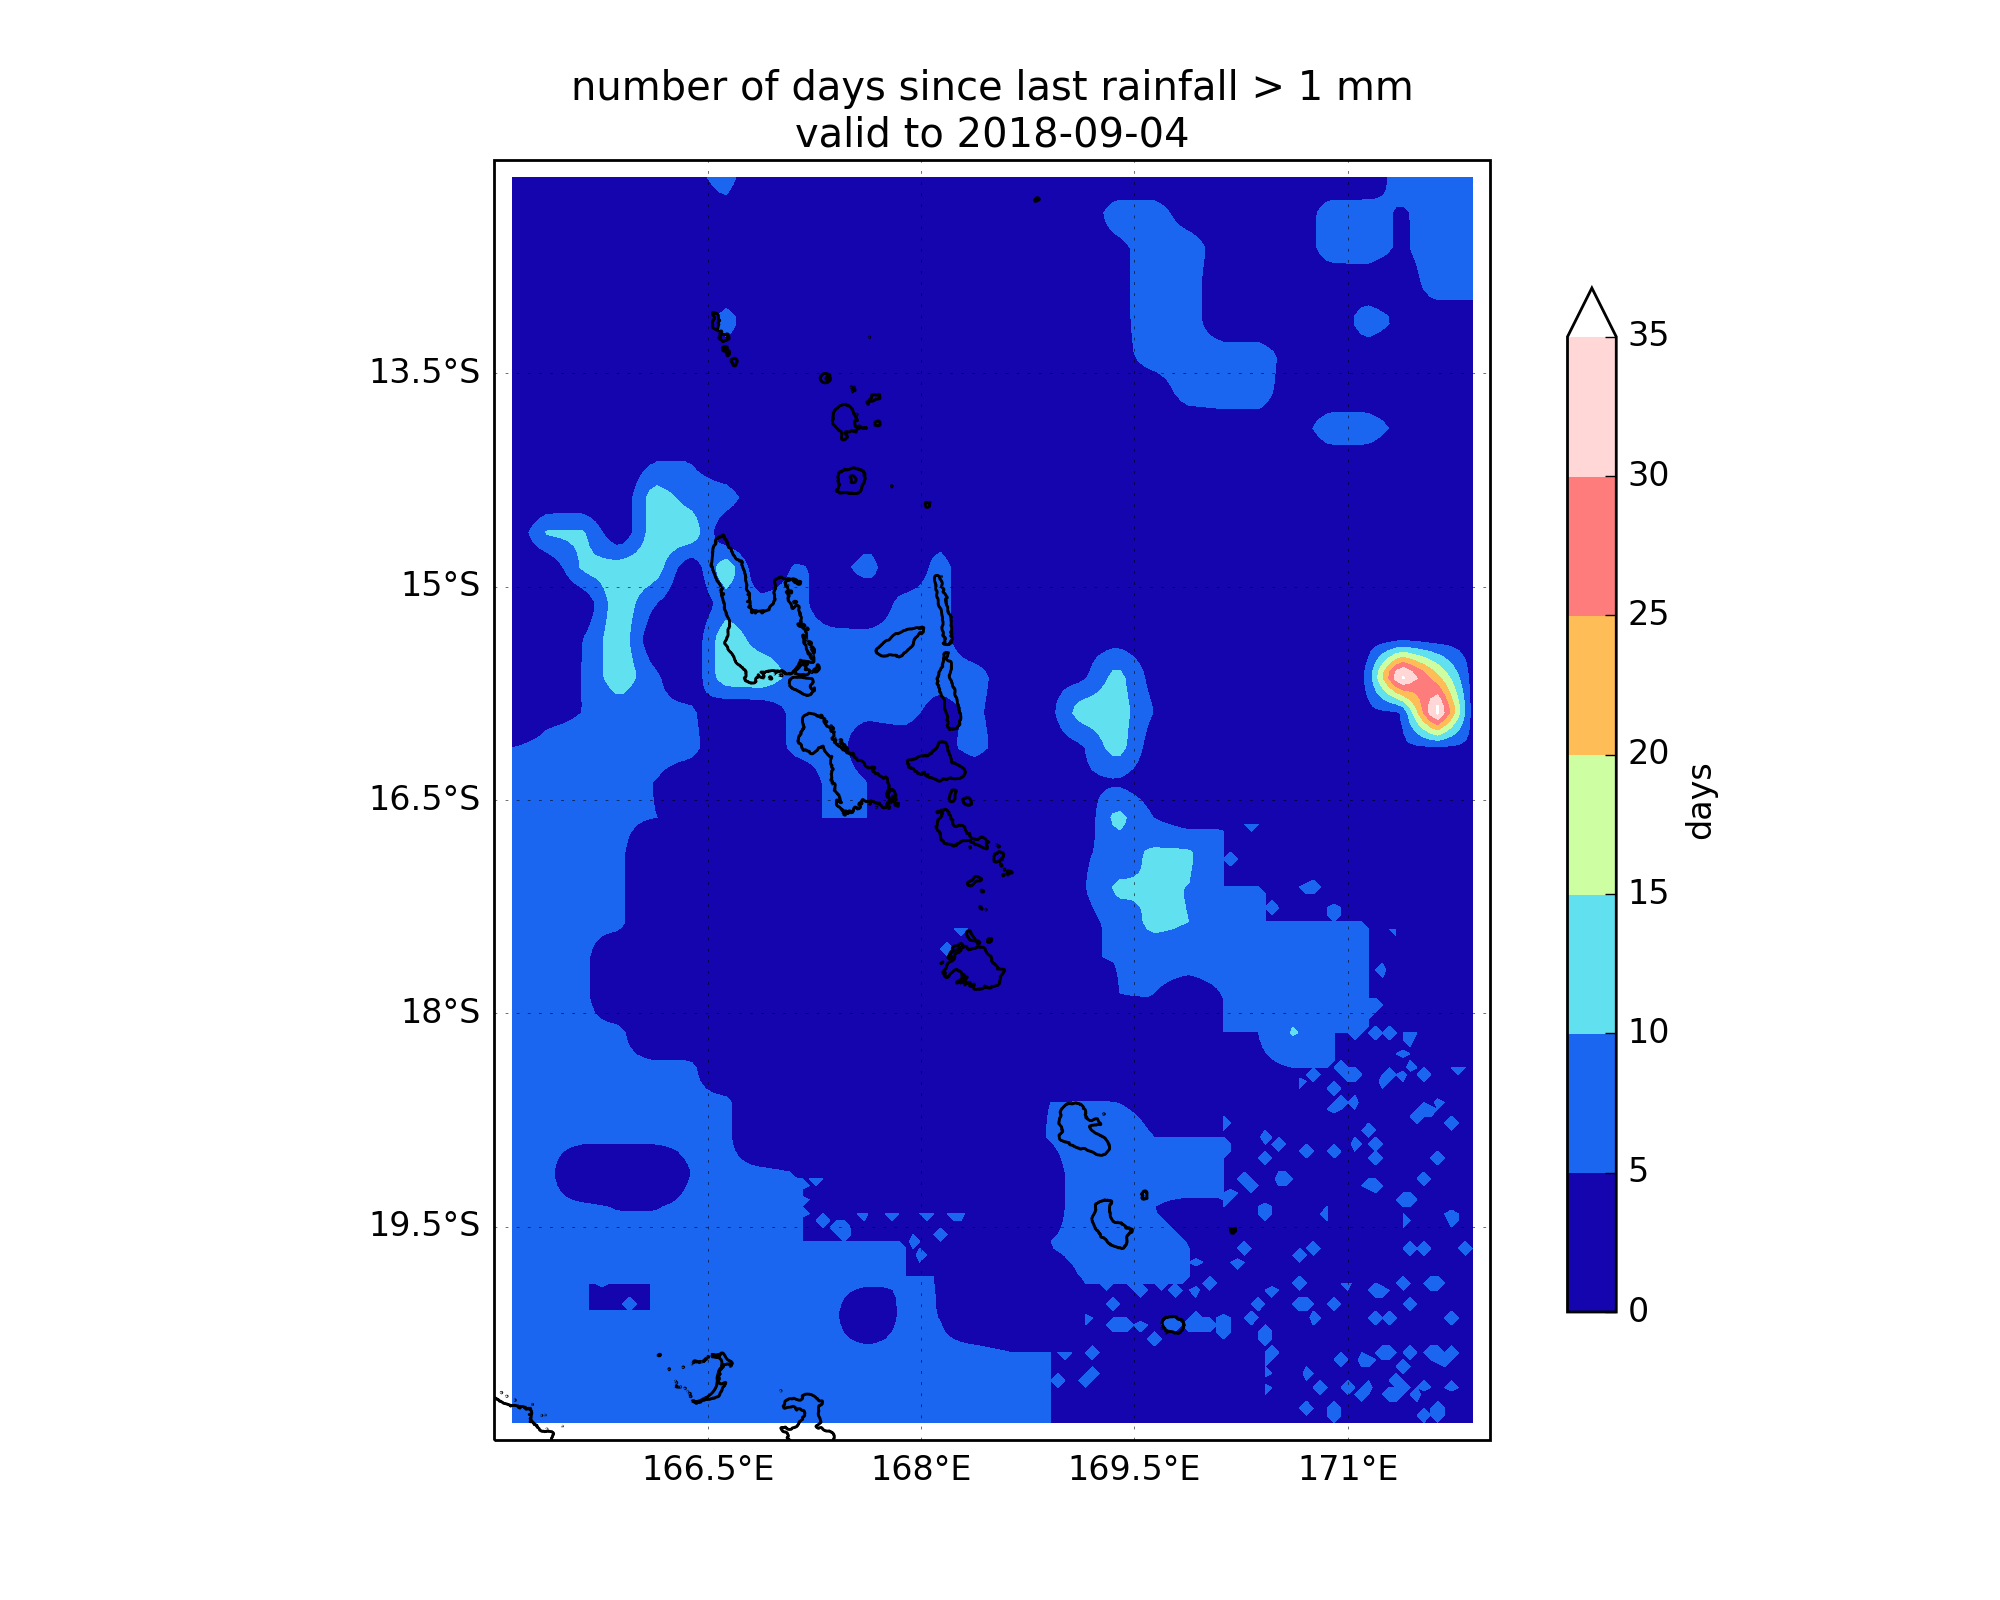 number of days since last rainfall > 1 mm
valid to 2018-09-04
13.5°S
15°S
16.5°S
18°S
19.5°S
166.5°E
168°E
169.5°E
171°E
35
30
25
20
15
10
5
0
days